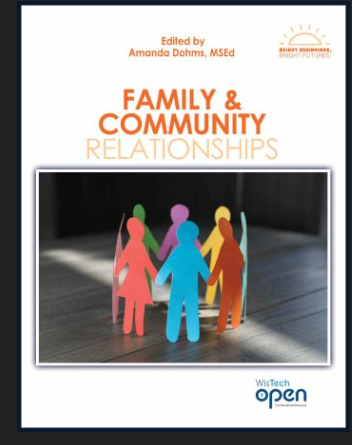 Edited by
Amanda Dohms, MSEd
BRIGHT BEGINNINGS,
BRIGHT FUTURES
FAMILY &
COMMUNITY
RELATIONSHIPS
WisTech
open